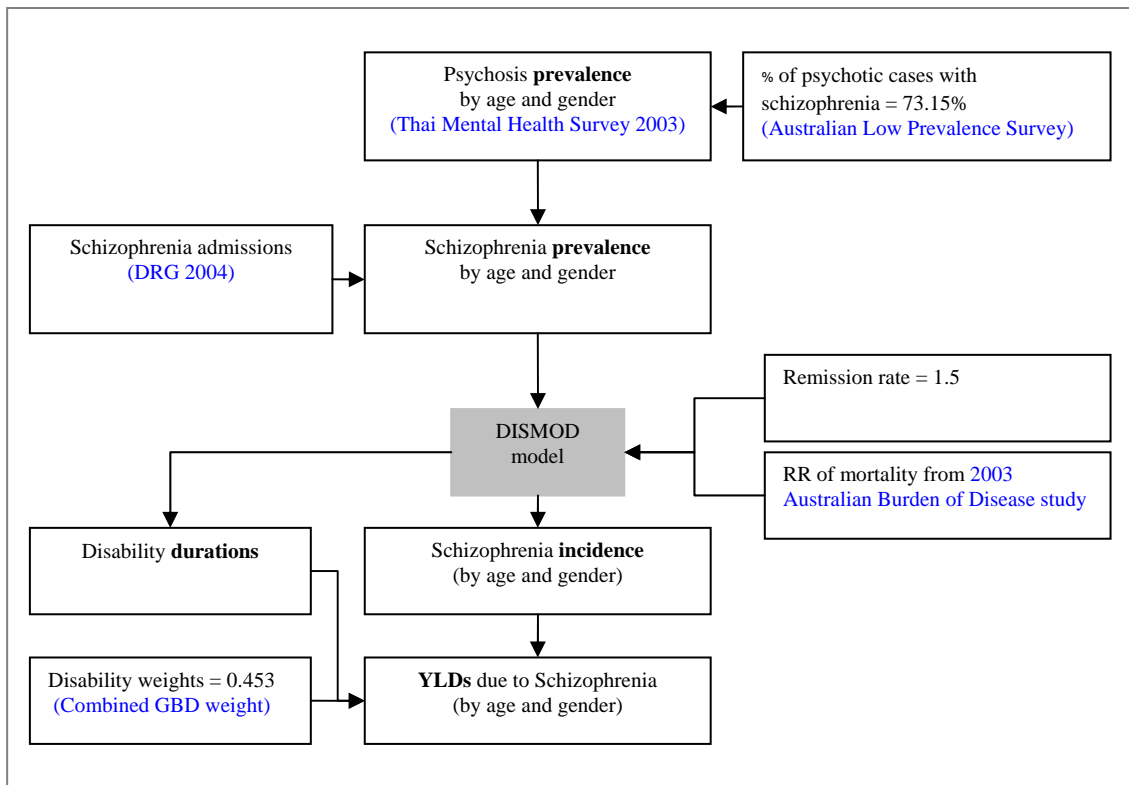 Psychosis prevalence
by age and gender
(Thai Mental Health Survey 2003)
% of psychotic cases with
schizophrenia = 73.15%
(Australian Low Prevalence Survey)
Schizophrenia admissions
(DRG 2004)
Schizophrenia prevalence
by age and gender
Remission rate = 1.5
DISMOD
model
RR of mortality from 2003
Australian Burden of Disease study
Disability durations
Schizophrenia incidence
(by age and gender)
Disability weights = 0.453
(Combined GBD weight)
YLDs due to Schizophrenia
(by age and gender)